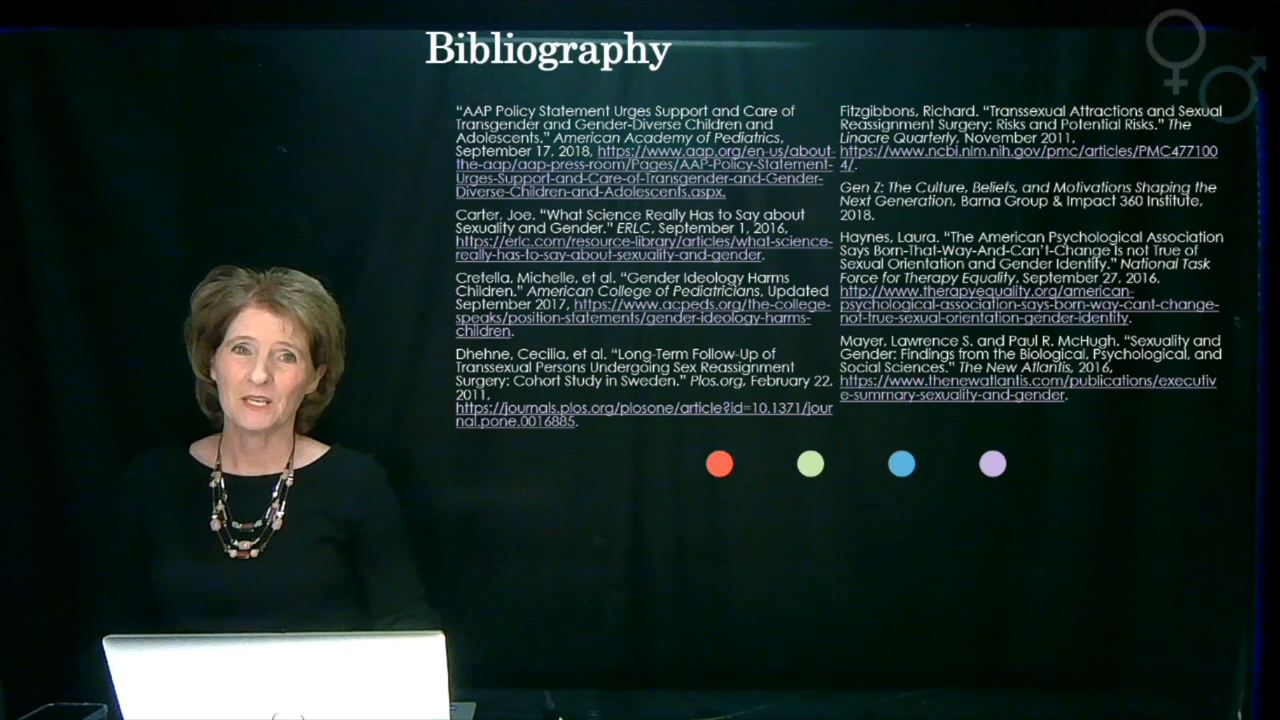 Bibliography
“AAP Policy Statement Urges Support and Care of
Transgender and Gender-Diverse Children and
Adolescents.” American Academy of Pediatrics,
September 17, 2018, https://www.aap.org/en-us/about-
the-aap/aap-press-room/Pages/AAP-Policy-Statement-
Urges-Support-and-Care-of-Transgender-and-Gender-
Diverse-Children-and-Adolescents.aspx.
Carter, Joe. “What Science Really Has to Say about
Sexuality and Gender.” ERLC, September 1, 2016,
https://erlc.com/resource-library/articles/what-science-
really-has-to-say-about-sexuality-and-gender.
Cretella, Michelle, et al. “Gender Ideology Harms
Children.” American College of Pediatricians, Updated
September 2017, https://www.acpeds.org/the-college-
speaks/position-statements/gender-ideology-harms-
children.
Dhehne, Cecilia, et al. “Long-Term Follow-Up of
Transsexual Persons Undergoing Sex Reassignment
Surgery: Cohort Study in Sweden.” Plos.org, February 22,
2011,
https://journals.plos.org/plosone/article?id=10.1371/jour
nal.pone.0016885.
Fitzgibbons, Richard. “Transsexual Attractions and Sexual
Reassignment Surgery: Risks and Potential Risks.” The
Linacre Quarterly, November 2011,
https://www.ncbi.nlm.nih.gov/pmc/articles/PMC477100
4/.
Gen Z: The Culture, Beliefs, and Motivations Shaping the
Next Generation, Barna Group & Impact 360 Institute,
2018.
Haynes, Laura. “The American Psychological Association
Says Born-That-Way-And-Can’t-Change is not True of
Sexual Orientation and Gender Identity.” National Task
Force for Therapy Equality, September 27, 2016,
http://www.therapyequality.org/american-
psychological-association-says-born-way-cant-change-
not-true-sexual-orientation-gender-identity.
Mayer, Lawrence S. and Paul R. McHugh. “Sexuality and
Gender: Findings from the Biological, Psychological, and
Social Sciences.” The New Atlantis, 2016,
https://www.thenewatlantis.com/publications/executiv
e-summary-sexuality-and-gender.